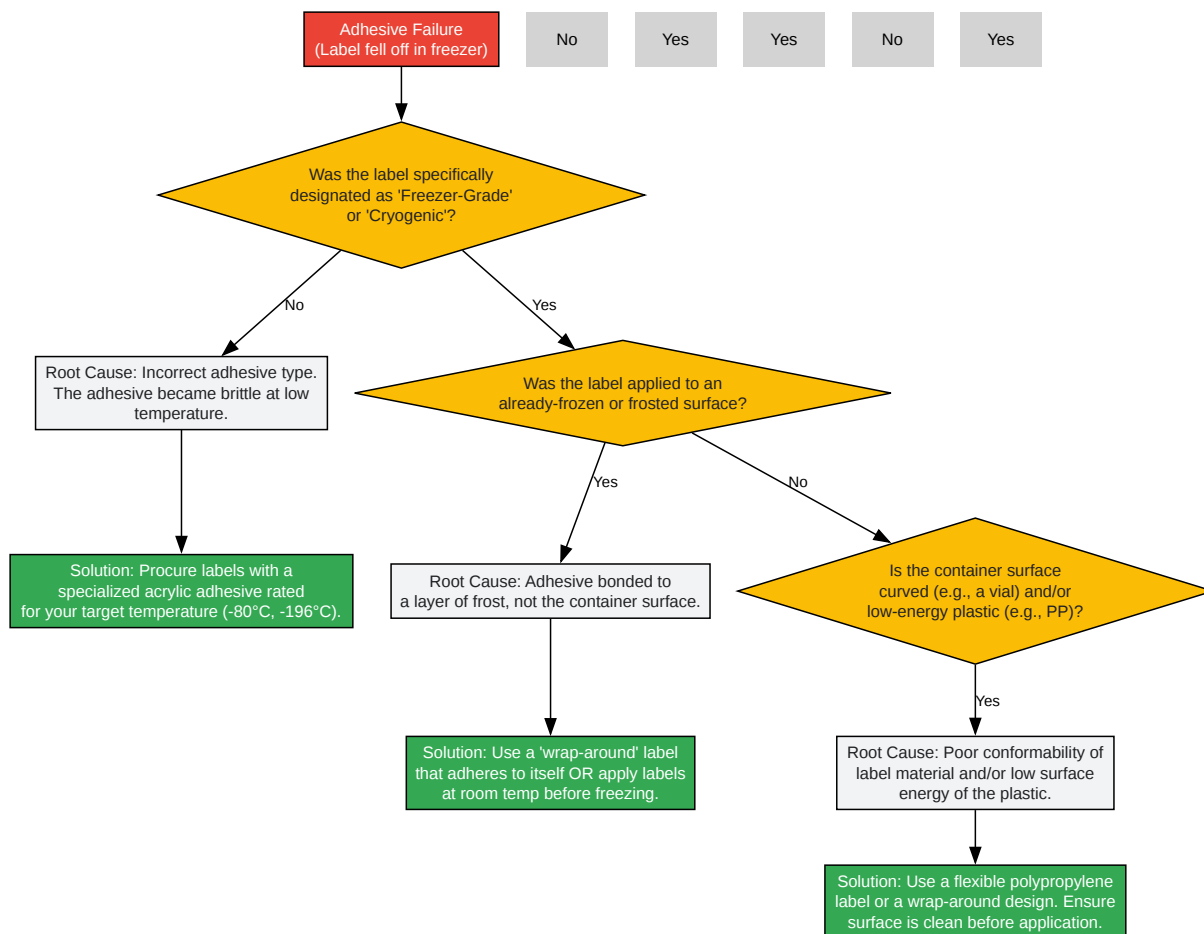 Adhesive Failure
(Label fell off in freezer)
No
Yes
Yes
No
Yes
Was the label specifically
designated as 'Freezer-Grade'
or 'Cryogenic'?
No
Yes
Root Cause: Incorrect adhesive type.
The adhesive became brittle at low
temperature.
Was the label applied to an
already-frozen or frosted surface?
Yes
No
Solution: Procure labels with a
specialized acrylic adhesive rated
for your target temperature (-80°C, -196°C).
Root Cause: Adhesive bonded to
a layer of frost, not the container surface.
Is the container surface
curved (e.g., a vial) and/or
low-energy plastic (e.g., PP)?
Yes
Solution: Use a 'wrap-around' label
that adheres to itself OR apply labels
at room temp before freezing.
Root Cause: Poor conformability of
label material and/or low surface
energy of the plastic.
Solution: Use a flexible polypropylene
label or a wrap-around design. Ensure
surface is clean before application.